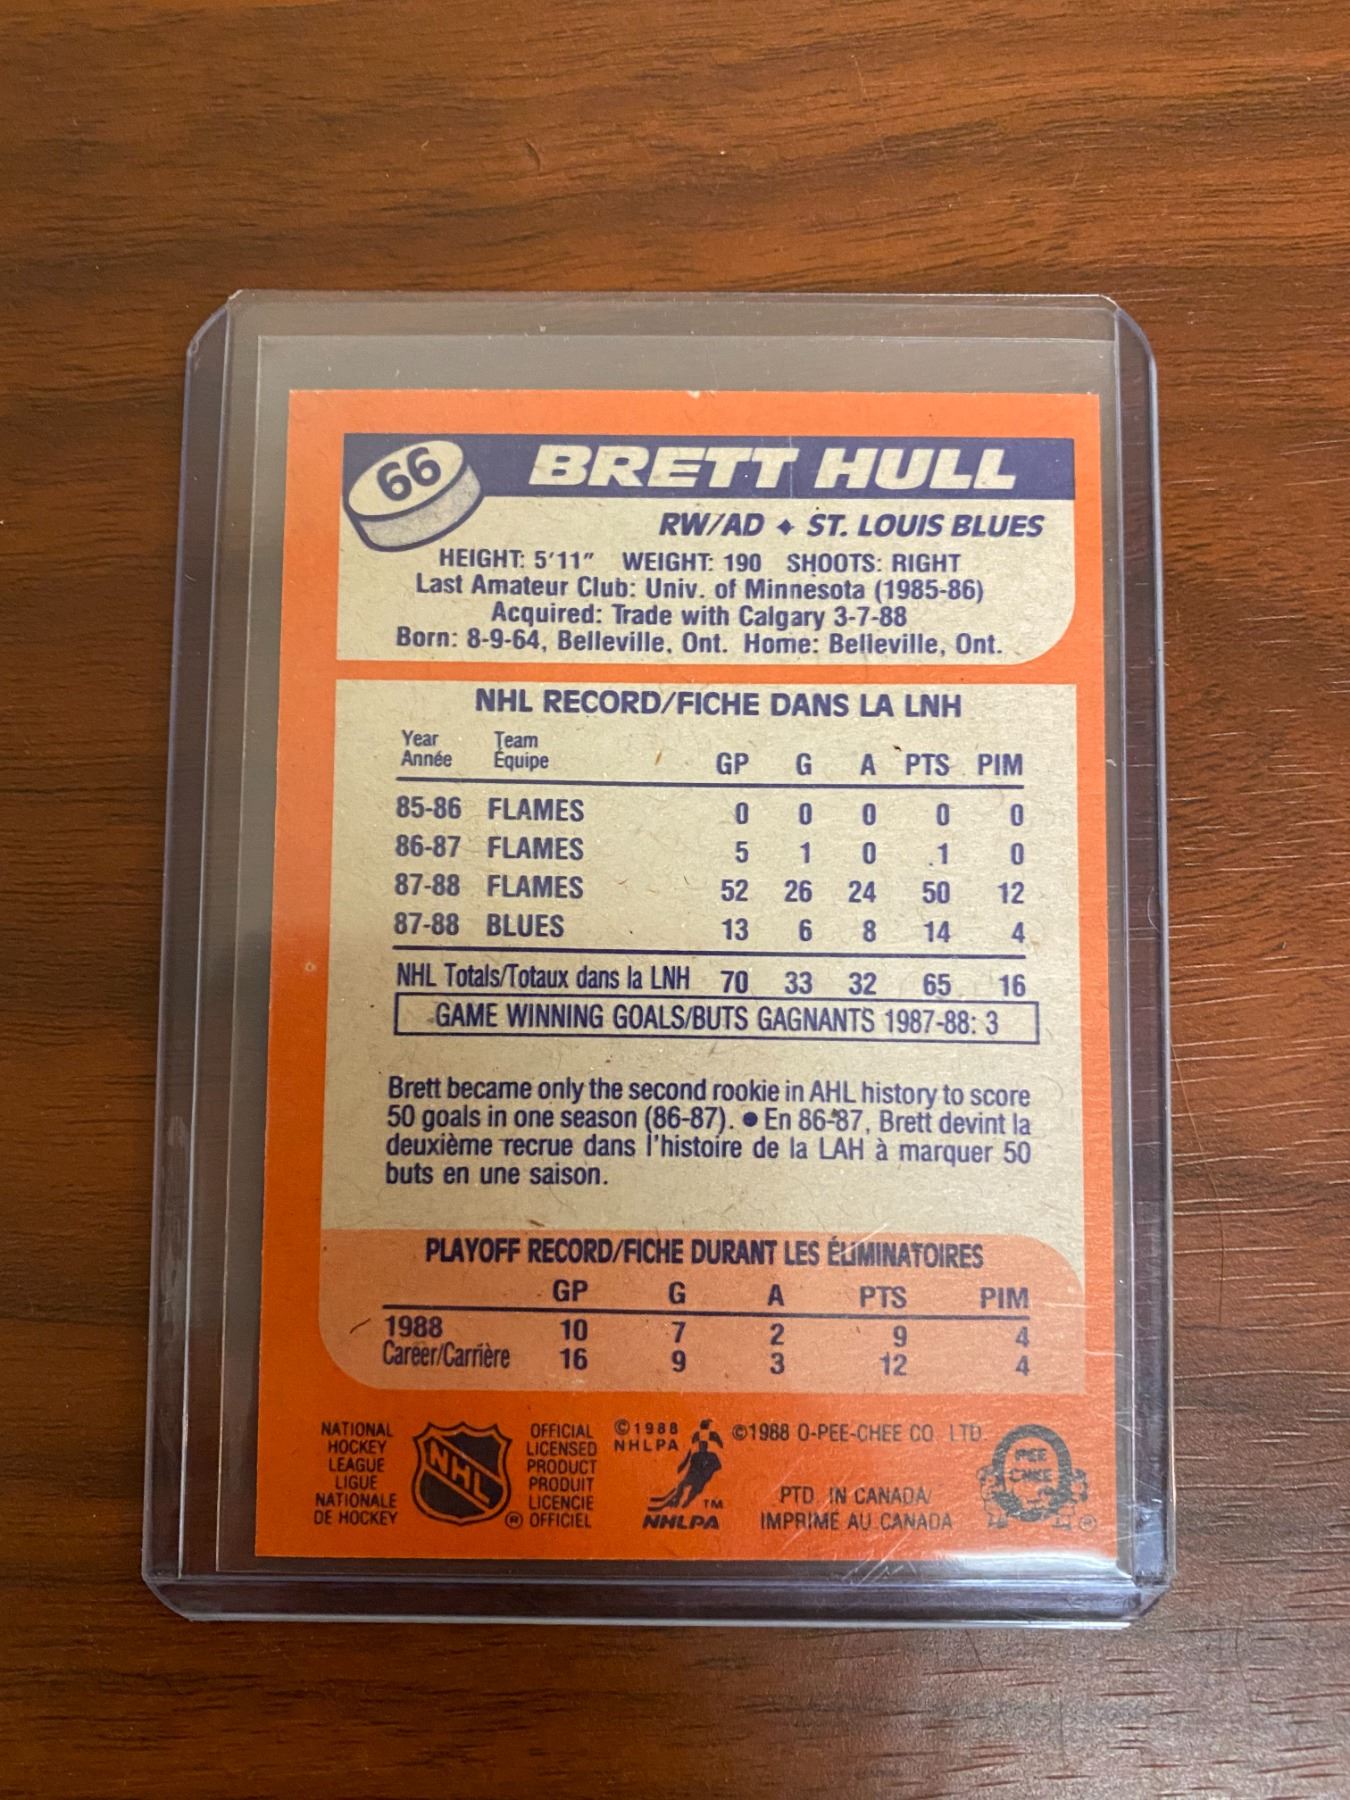 66
BRETT HULL
RW/AD ♦ ST. LOUIS BLUES
HEIGHT: 5'11" WEIGHT: 190 SHOOTS: RIGHT
Last Amateur Club: Univ. of Minnesota (1985-86)
Acquired: Trade with Calgary 3-7-88
Born: 8-9-64, Belleville, Ont. Home: Belleville, Ont.
NHL RECORD/FICHE DANS LA LNH
Year Team
Année Équipe GP G A PTS PIM
85-86 FLAMES 0 0 0 0 0
86-87 FLAMES 5 1 0 1 0
87-88 FLAMES 52 26 24 50 12
87-88 BLUES 13 6 8 14 4
NHL Totals/Totaux dans la LNH 70 33 32 65 16
GAME WINNING GOALS/BUTS GAGNANTS 1987-88: 3
Brett became only the second rookie in AHL history to score
50 goals in one season (86-87). ● En 86-87, Brett devint la
deuxième recrue dans l'histoire de la LAH à marquer 50
buts en une saison.
PLAYOFF RECORD/FICHE DURANT LES ÉLIMINATOIRES
GP G A PTS PIM
1988 10 7 2 9 4
Career/Carrière 16 9 3 12 4
NATIONAL
HOCKEY
LEAGUE
LIGUE
NATIONALE
DE HOCKEY
NHL
®
OFFICIAL
LICENSED
PRODUCT
PRODUIT
LICENCIE
OFFICIEL
©1988
NHLPA
TM
NHLPA
©1988 O-PEE-CHEE CO. LTD.
PTD. IN CANADA/
IMPRIMÉ AU CANADA
PEE
CHEE
®